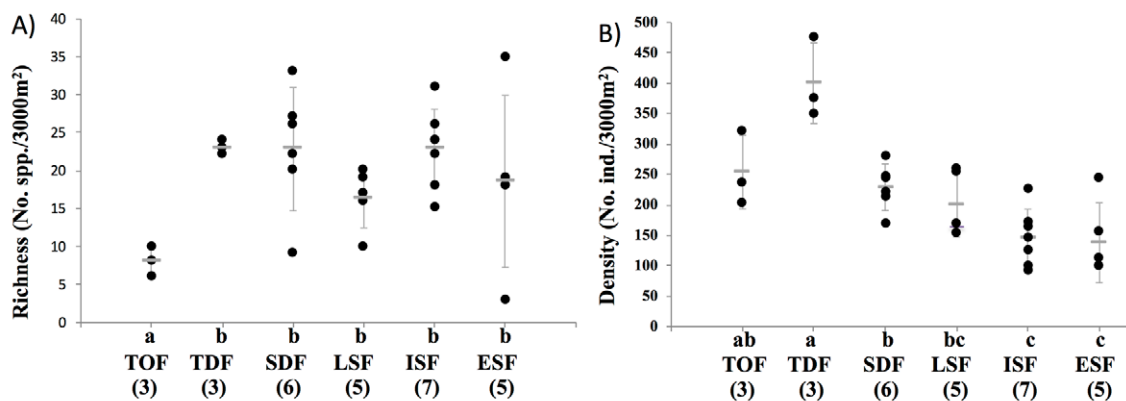 A)
Richness (No. spp./3000m²)
40
35
30
25
20
15
10
5
0
a b b b b b
TOF TDF SDF LSF ISF ESF
(3) (3) (6) (5) (7) (5)
B)
Density (No. ind./3000m²)
500
450
400
350
300
250
200
150
100
50
0
ab a b bc c c
TOF TDF SDF LSF ISF ESF
(3) (3) (6) (5) (7) (5)